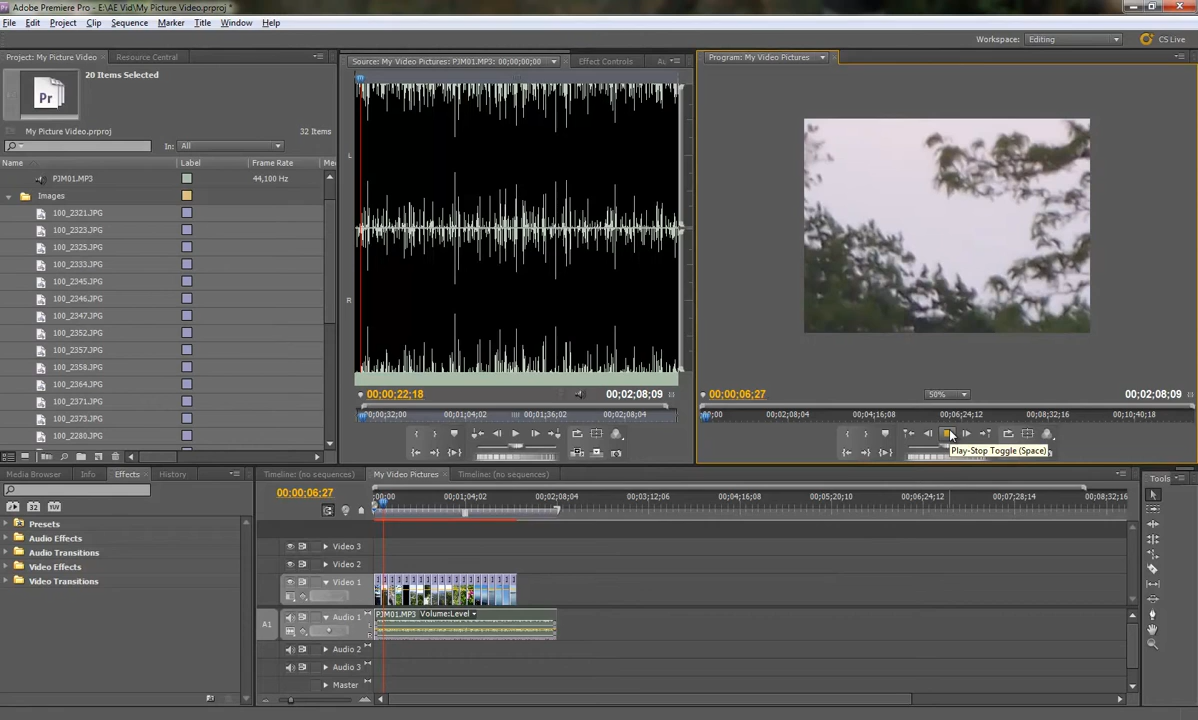 Adobe Premiere Pro - E:\AE Vid\My Picture Video.prproj *
File Edit Project Clip Sequence Marker Title Window Help
Workspace: Editing CS Live
Project: My Picture Video Resource Central
20 Items Selected
My Picture Video.prproj 32 Items
In: All
Name Label Frame Rate
PJM01.MP3 44,100 Hz
Images
100_2321.JPG
100_2323.JPG
100_2325.JPG
100_2333.JPG
100_2345.JPG
100_2346.JPG
100_2347.JPG
100_2352.JPG
100_2357.JPG
100_2358.JPG
100_2364.JPG
100_2371.JPG
100_2373.JPG
100_2280.JPG
Source: My Video Pictures: PJM01.MP3: 00;00;00;00 Effect Controls
L
R
00;00;22;18 00;02;08;09
00;00;32;00 00;01;04;02 00;01;36;02 00;02;08;04
Program: My Video Pictures
00;00;06;27 50% 00;02;08;09
00;02;08;04 00;04;16;08 00;06;24;12 00;08;32;16 00;10;40;18
Play-Stop Toggle (Space)
Media Browser Info Effects History
Presets
Audio Effects
Audio Transitions
Video Effects
Video Transitions
Timeline: (no sequences) My Video Pictures Timeline: (no sequences)
00;00;06;27
;00;00 00;01;04;02 00;02;08;04 00;03;12;06 00;04;16;08 00;05;20;10 00;06;24;12 00;07;28;14 00;08;32;16
Video 3
Video 2
Video 1
A1 Audio 1 PJM01.MP3 Volume:Level
L
R
Audio 2
Audio 3
Master
Tools